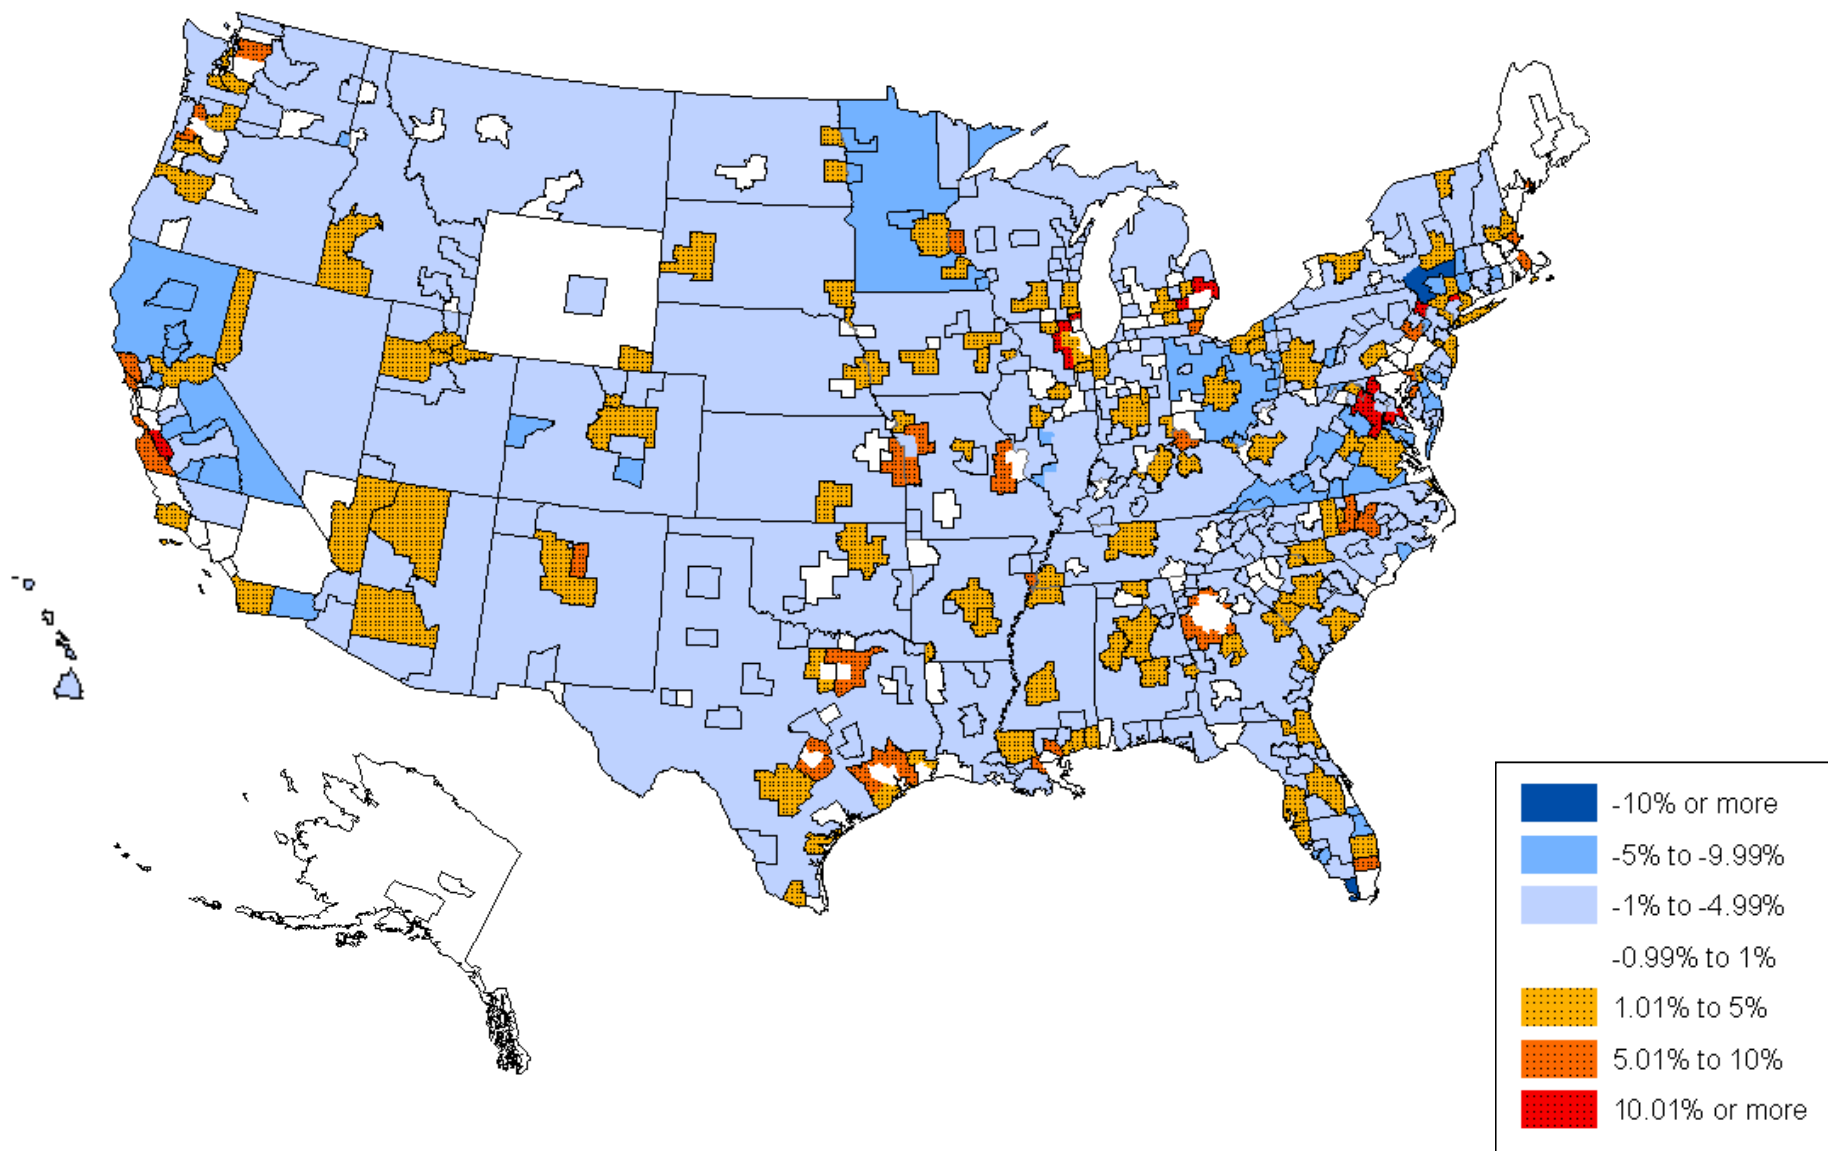 -10% or more
-5% to -9.99%
-1% to -4.99%
-0.99% to 1%
1.01% to 5%
5.01% to 10%
10.01% or more